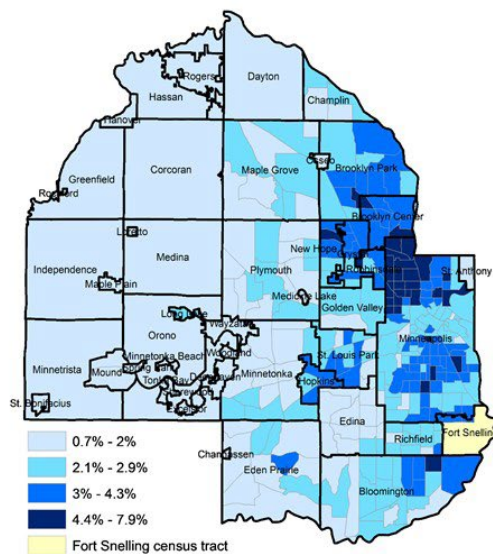 Rogers
Dayton
Hassan
Champlin
Hanover
Osseo
Corcoran
Maple Grove
Brooklyn Park
Greenfield
Rockford
Brooklyn Center
Loretto
New Hope
Crystal
Medina
Robbinsdale
St. Anthony
Independence
Plymouth
Maple Plain
Medicine Lake
Golden Valley
Long Lake
Orono
Wayzata
Minneapolis
Minnetonka Beach
Woodland
St. Louis Park
Spring Park
Minnetrista
Mound
Deephaven
Minnetonka
Tonka Bay
Hopkins
Shorewood
St. Bonifacius
Excelsior
Edina
Fort Snelling
Richfield
Chanhassen
Eden Prairie
Bloomington
0.7% - 2%
2.1% - 2.9%
3% - 4.3%
4.4% - 7.9%
Fort Snelling census tract